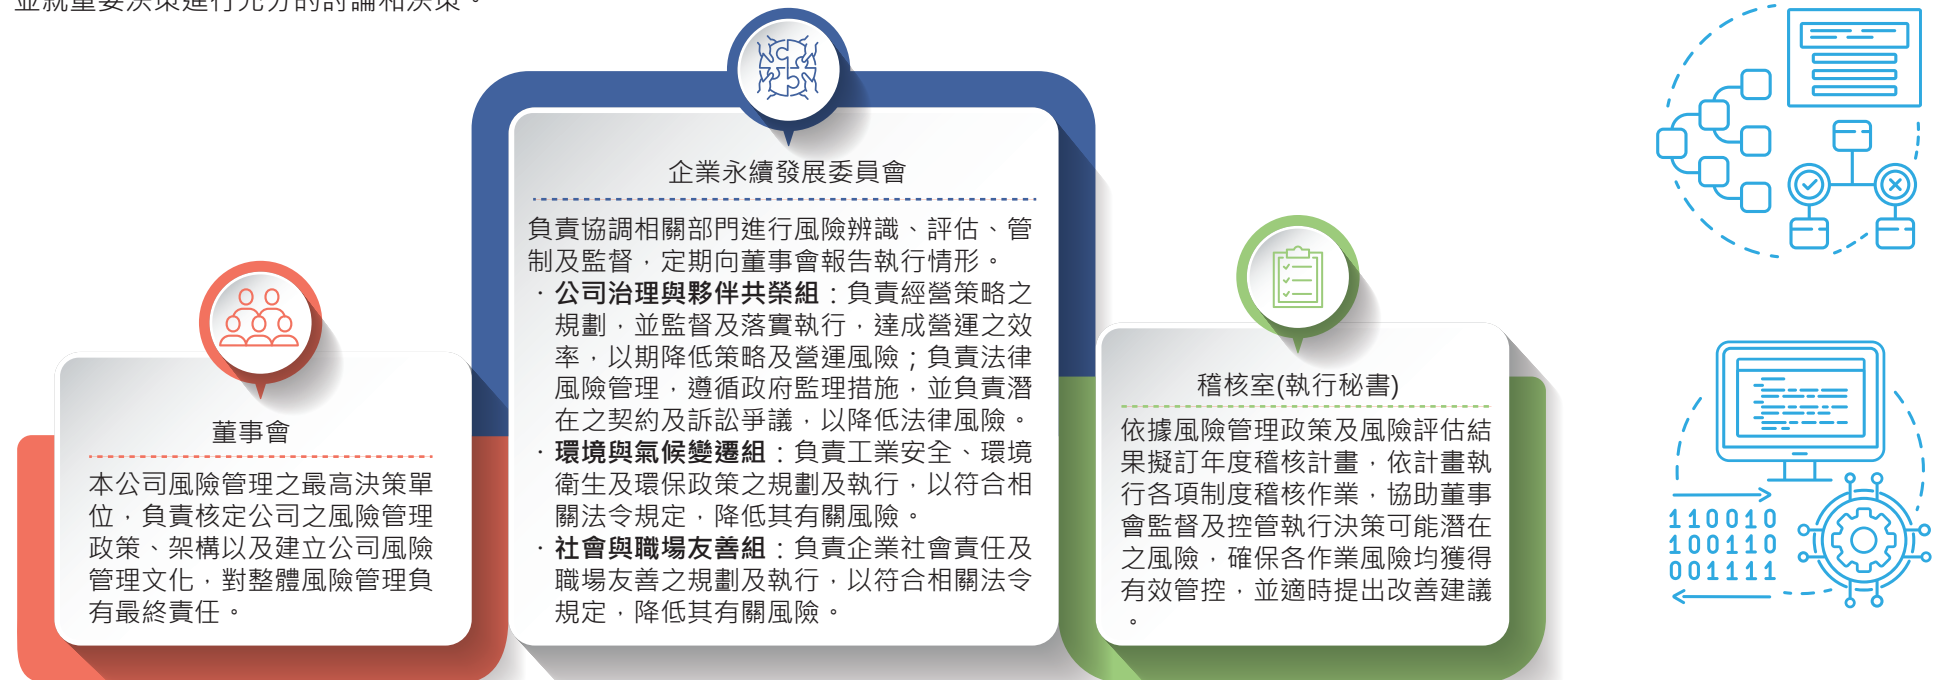 並就重要決策進行充分的討論和決策。
企業永續發展委員會
負責協調相關部門進行風險辨識、評估、管
制及監督，定期向董事會報告執行情形。
・公司治理與夥伴共榮組：負責經營策略之
規劃，並監督及落實執行，達成營運之效
率，以期降低策略及營運風險；負責法律
風險管理，遵循政府監理措施，並負責潛
在之契約及訴訟爭議，以降低法律風險。
・環境與氣候變遷組：負責工業安全、環境
衛生及環保政策之規劃及執行，以符合相
關法令規定，降低其有關風險。
・社會與職場友善組：負責企業社會責任及
職場友善之規劃及執行，以符合相關法令
規定，降低其有關風險。
董事會
本公司風險管理之最高決策單
位，負責核定公司之風險管理
政策、架構以及建立公司風險
管理文化，對整體風險管理負
有最終責任。
稽核室(執行秘書)
依據風險管理政策及風險評估結
果擬訂年度稽核計畫，依計畫執
行各項制度稽核作業，協助董事
會監督及控管執行決策可能潛在
之風險，確保各作業風險均獲得
有效管控，並適時提出改善建議
。
110010
100110
001111